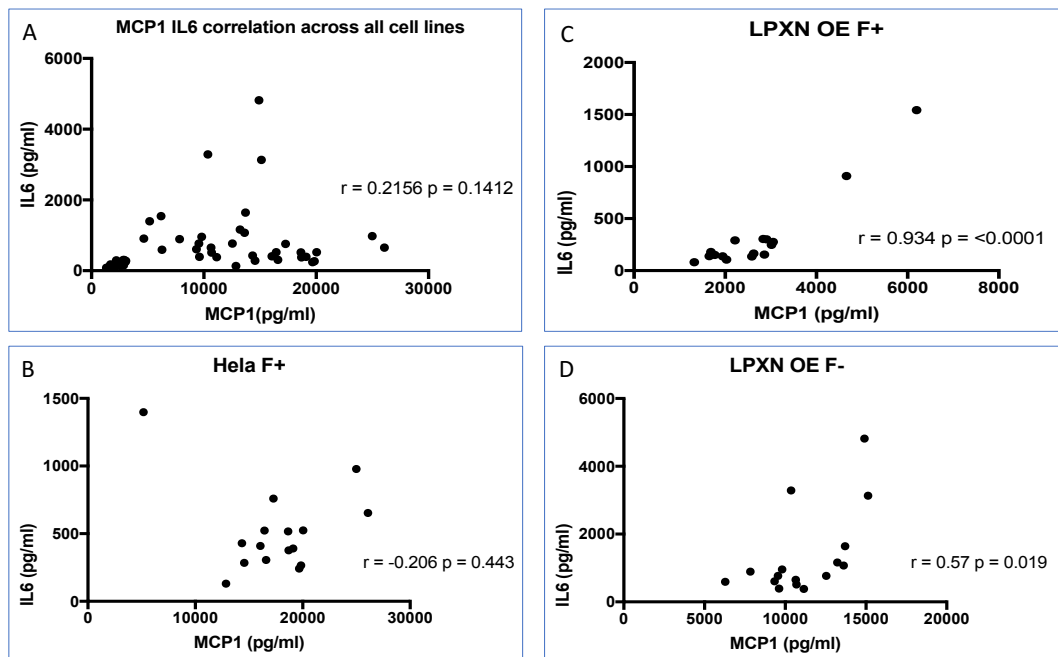 A
MCP1 IL6 correlation across all cell lines
6000
4000
2000
0
IL6 (pg/ml)
r = 0.2156 p = 0.1412
0 10000 20000 30000
MCP1(pg/ml)
C
LPXN OE F+
2000
1500
1000
500
0
IL6 (pg/ml)
r = 0.934 p = <0.0001
0 2000 4000 6000 8000
MCP1 (pg/ml)
B
Hela F+
1500
1000
500
0
IL6 (pg/ml)
r = -0.206 p = 0.443
0 10000 20000 30000
MCP1 (pg/ml)
D
LPXN OE F-
6000
4000
2000
0
IL6 (pg/ml)
r = 0.57 p = 0.019
0 5000 10000 15000 20000
MCP1 (pg/ml)